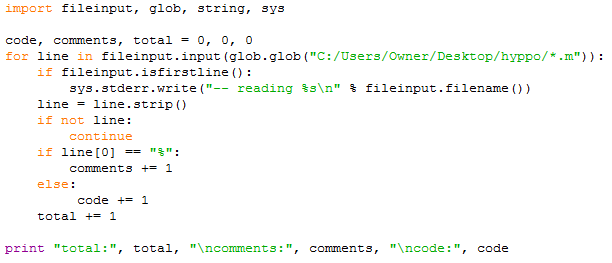 import fileinput, glob, string, sys

code, comments, total = 0, 0, 0
for line in fileinput.input(glob.glob("C:/Users/Owner/Desktop/hyppo/*.m")):
    if fileinput.isfirstline():
        sys.stderr.write("-- reading %s\n" % fileinput.filename())
    line = line.strip()
    if not line:
        continue
    if line[0] == "%":
        comments += 1
    else:
         code += 1
    total += 1

print "total:", total, "\ncomments:", comments, "\ncode:", code